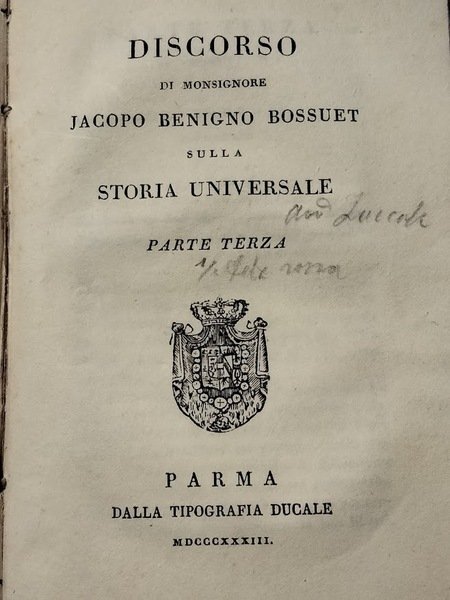 DISCORSO
DI MONSIGNORE
JACOPO BENIGNO BOSSUET
SULLA
STORIA UNIVERSALE
PARTE TERZA
PARMA
DALLA TIPOGRAFIA DUCALE
MDCCCXXXIII.